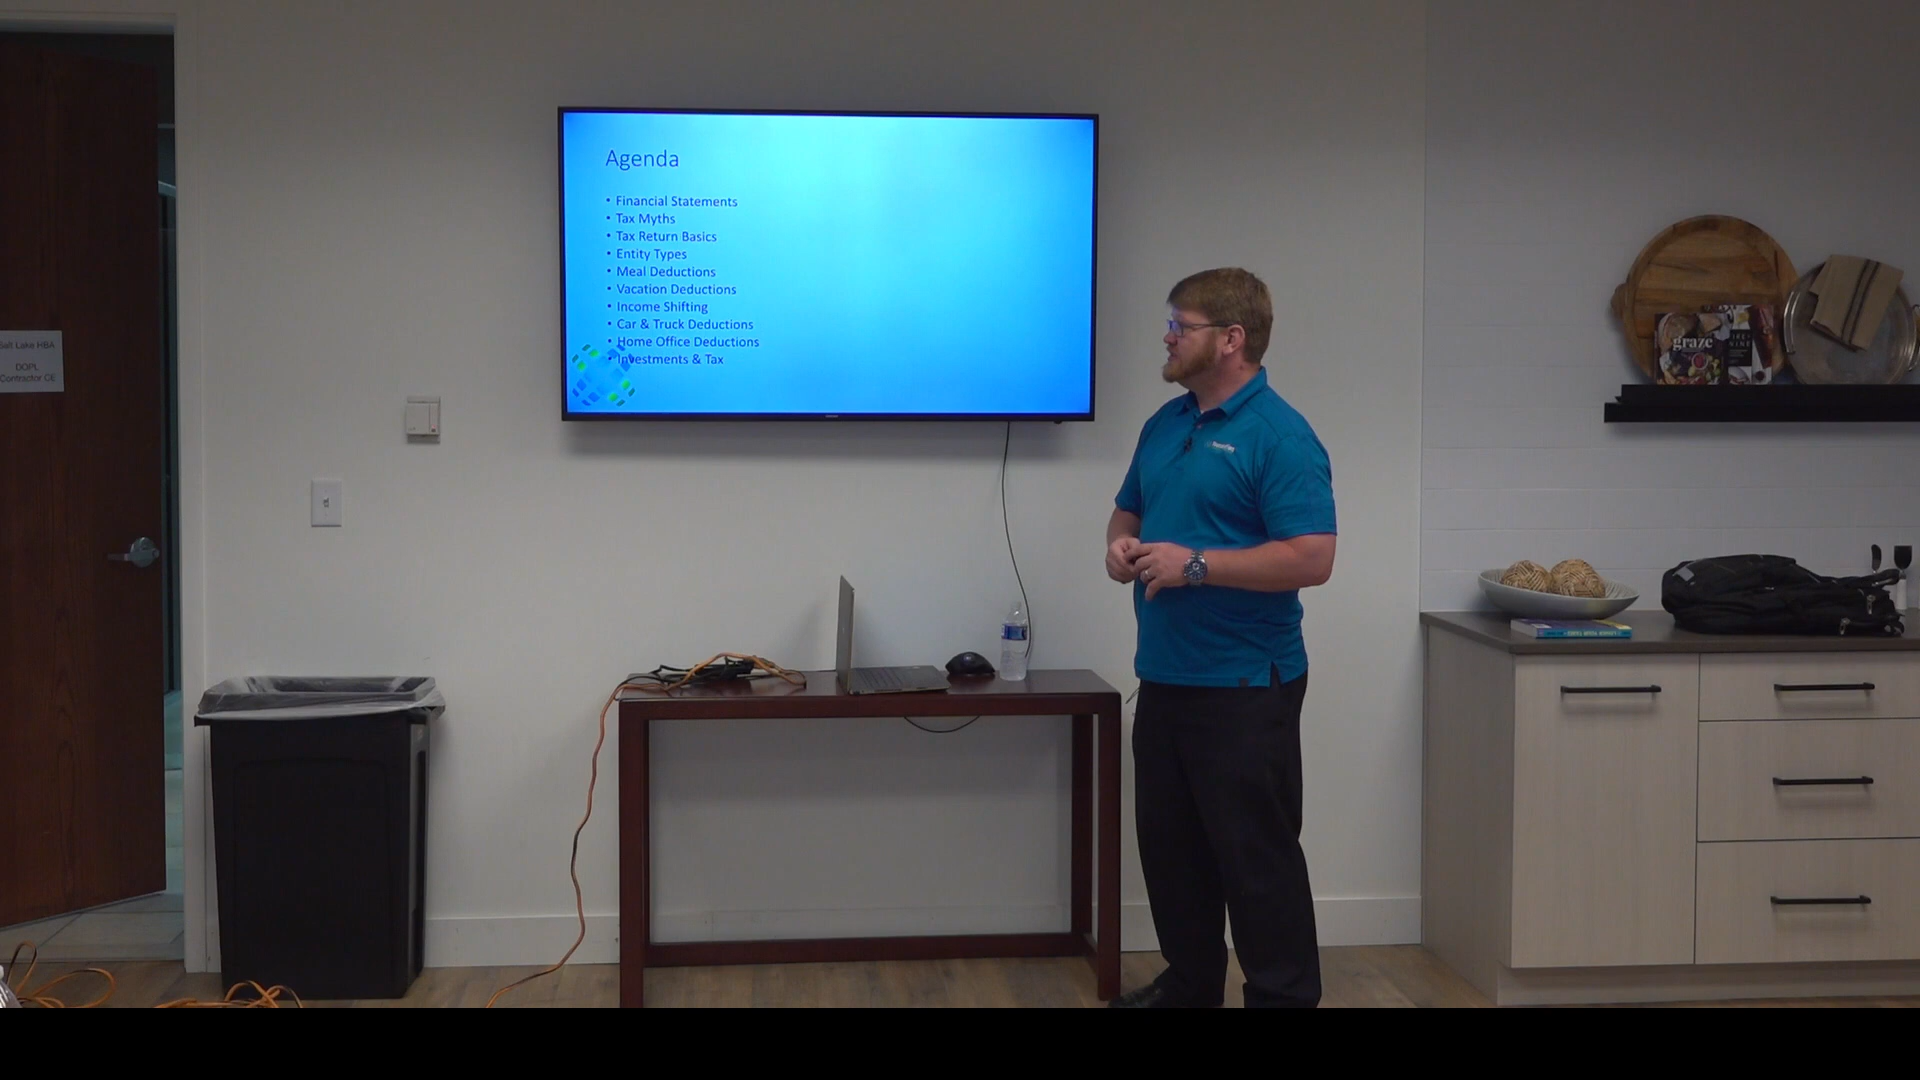 Agenda
• Financial Statements
• Tax Myths
• Tax Return Basics
• Entity Types
• Meal Deductions
• Vacation Deductions
• Income Shifting
• Car & Truck Deductions
• Home Office Deductions
• Investments & Tax
Salt Lake HBA
DOPL
Contractor CE
graze